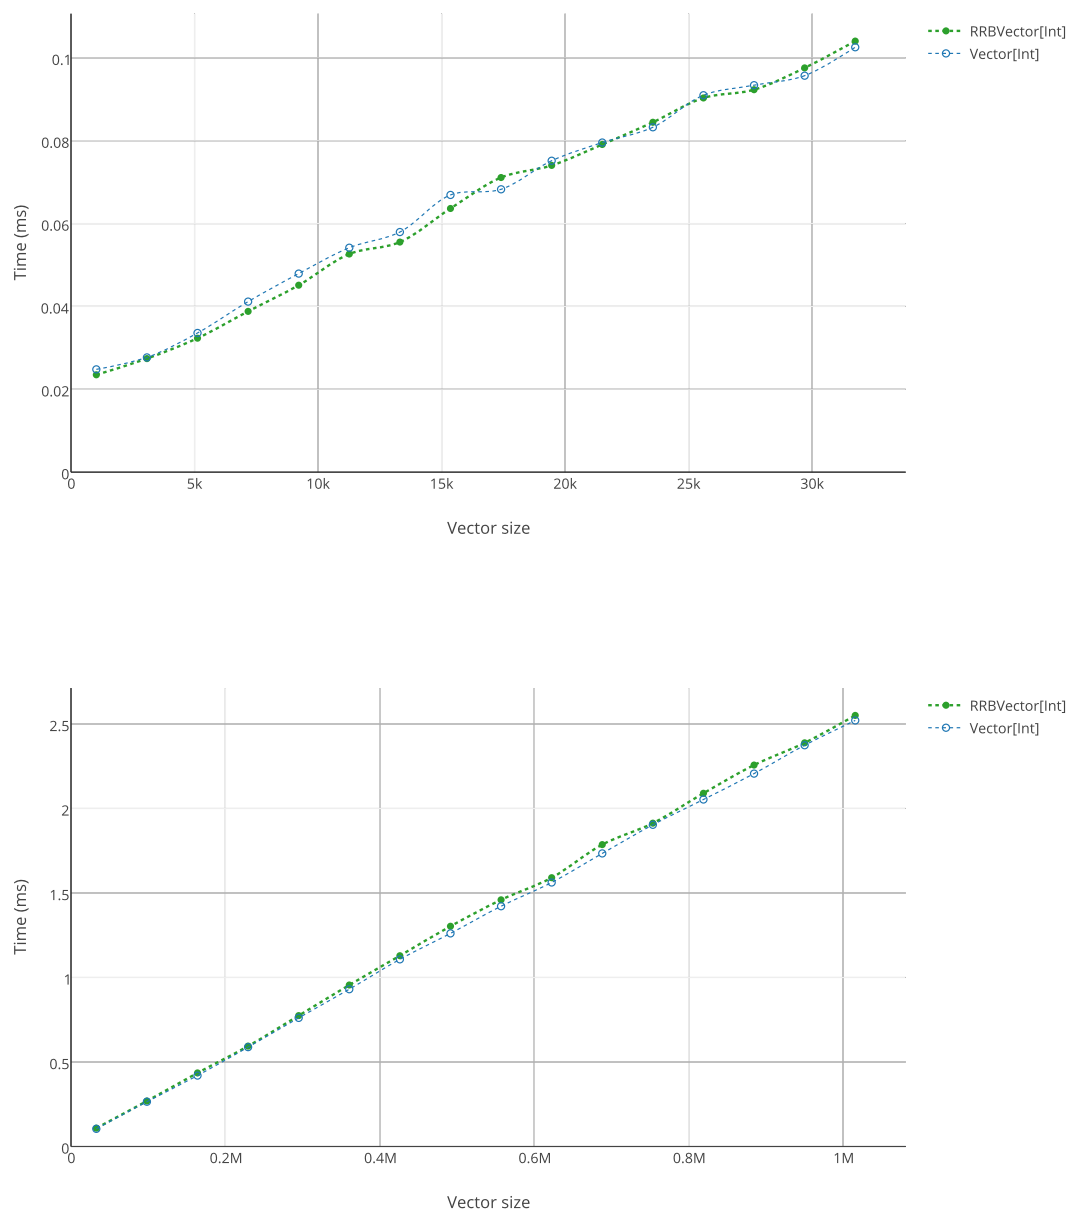 RRBVector[Int]
Vector[Int]
0.1
0.08
0.06
0.04
0.02
0
Time (ms)
0 5k 10k 15k 20k 25k 30k
Vector size
RRBVector[Int]
Vector[Int]
2.5
2
1.5
1
0.5
0
Time (ms)
0 0.2M 0.4M 0.6M 0.8M 1M
Vector size